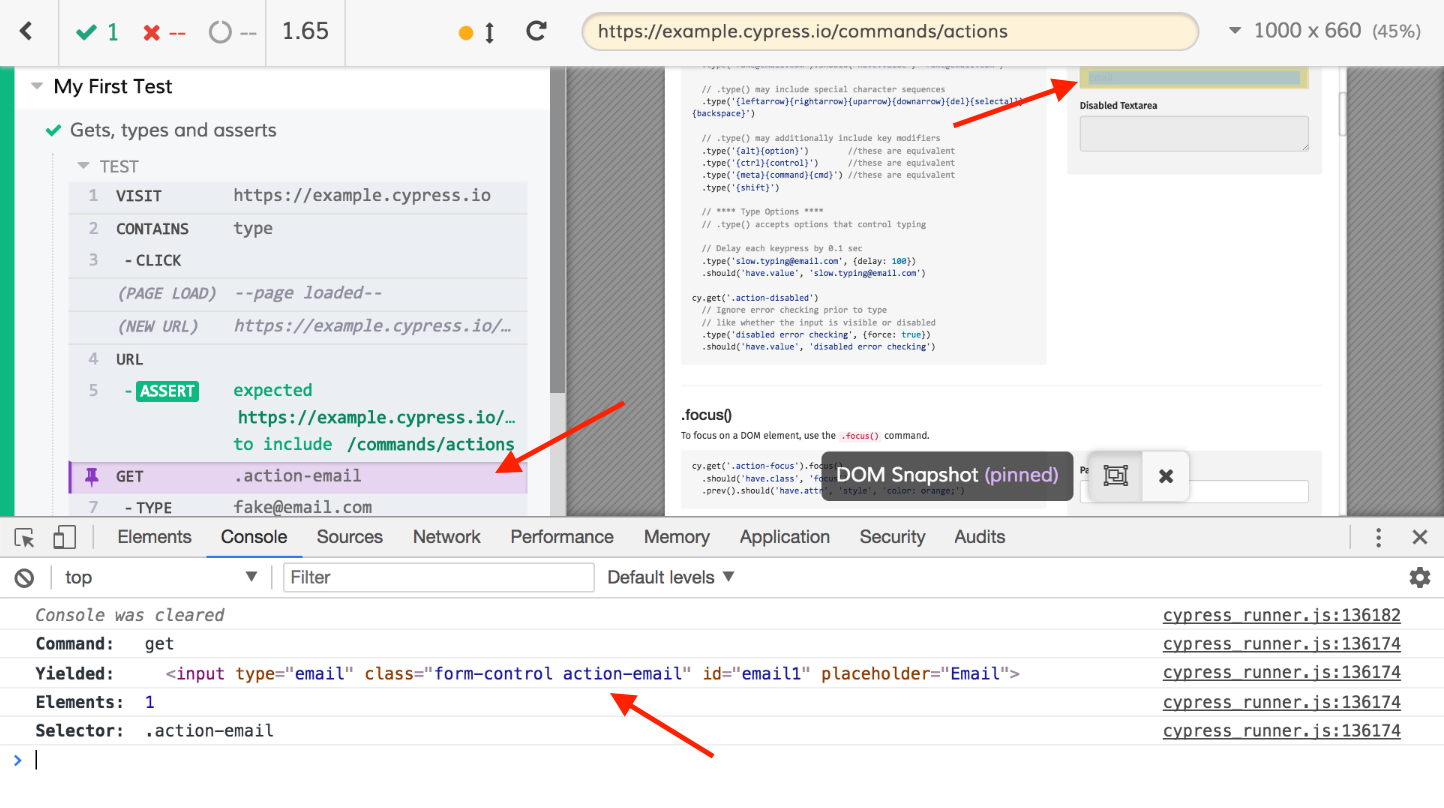 1 -- -- 1.65 https://example.cypress.io/commands/actions 1000 x 660 (45%)
My First Test
Gets, types and asserts
TEST
1 VISIT https://example.cypress.io
2 CONTAINS type
3 - CLICK
(PAGE LOAD) --page loaded--
(NEW URL) https://example.cypress.io/…
4 URL
5 - ASSERT expected
https://example.cypress.io/…
to include /commands/actions
GET .action-email
7 - TYPE fake@email.com
// .type() may include special character sequences
.type('{leftarrow}{rightarrow}{uparrow}{downarrow}{del}{selectall}
{backspace}')
// .type() may additionally include key modifiers
.type('{alt}{option}') //these are equivalent
.type('{ctrl}{control}') //these are equivalent
.type('{meta}{command}{cmd}') //these are equivalent
.type('{shift}')
// **** Type Options ****
// .type() accepts options that control typing
// Delay each keypress by 0.1 sec
.type('slow.typing@email.com', {delay: 100})
.should('have.value', 'slow.typing@email.com')
cy.get('.action-disabled')
// Ignore error checking prior to type
// like whether the input is visible or disabled
.type('disabled error checking', {force: true})
.should('have.value', 'disabled error checking')
Disabled Textarea
.focus()
To focus on a DOM element, use the .focus() command.
cy.get('.action-focus').focus()
.should('have.class', 'focus
.prev().should('have.attr', 'style', 'color: orange;')
DOM Snapshot (pinned)
Elements Console Sources Network Performance Memory Application Security Audits
top Filter Default levels
Console was cleared cypress_runner.js:136182
Command: get cypress_runner.js:136174
Yielded: <input type="email" class="form-control action-email" id="email1" placeholder="Email"> cypress_runner.js:136174
Elements: 1 cypress_runner.js:136174
Selector: .action-email cypress_runner.js:136174